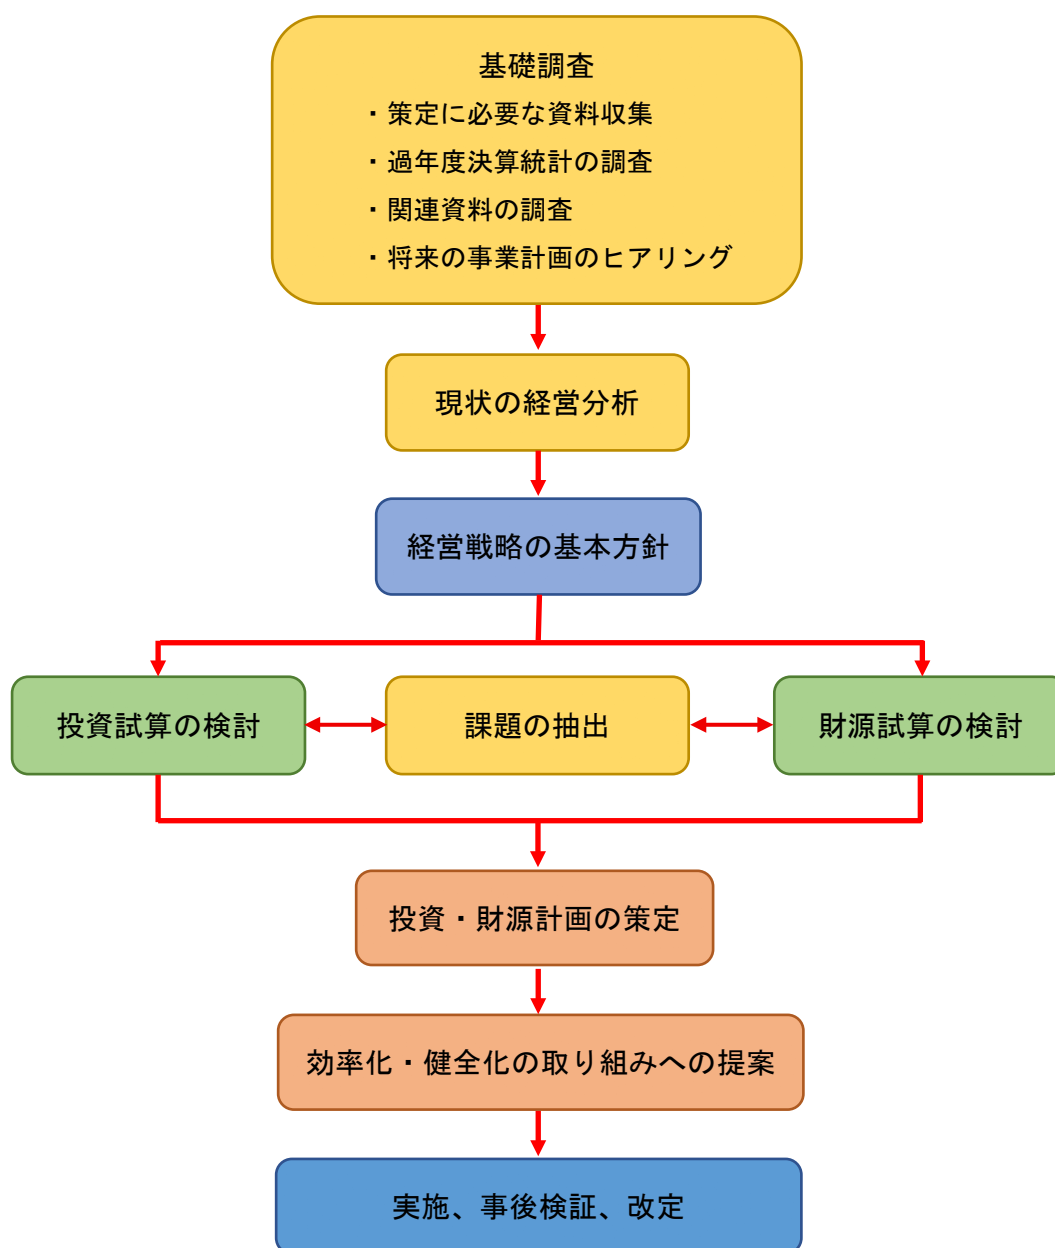 基礎調査
・策定に必要な資料収集
・過年度決算統計の調査
・関連資料の調査
・将来の事業計画のヒアリング
現状の経営分析
経営戦略の基本方針
投資試算の検討
課題の抽出
財源試算の検討
投資・財源計画の策定
効率化・健全化の取り組みへの提案
実施、事後検証、改定